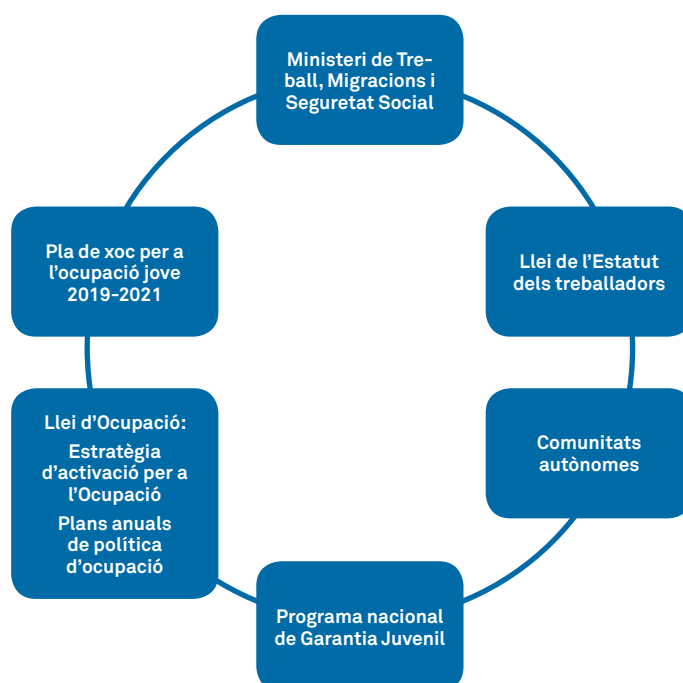 Ministeri de Tre-
ball, Migracions i
Seguretat Social
Llei de l’Estatut
dels treballadors
Comunitats
autònomes
Programa nacional
de Garantia Juvenil
Llei d’Ocupació:
Estratègia
d’activació per a
l’Ocupació
Plans anuals
de política
d’ocupació
Pla de xoc per a
l’ocupació jove
2019-2021